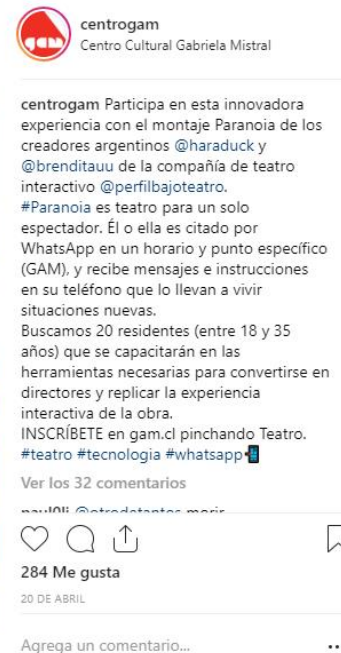 GAM
centrogam
Centro Cultural Gabriela Mistral
centrogam Participa en esta innovadora
experiencia con el montaje Paranoia de los
creadores argentinos @haraduck y
@brenditauu de la compañía de teatro
interactivo @perfilbajoteatro.
#Paranoia es teatro para un solo
espectador. Él o ella es citado por
WhatsApp en un horario y punto específico
(GAM), y recibe mensajes e instrucciones
en su teléfono que lo llevan a vivir
situaciones nuevas.
Buscamos 20 residentes (entre 18 y 35
años) que se capacitarán en las
herramientas necesarias para convertirse en
directores y replicar la experiencia
interactiva de la obra.
INSCRÍBETE en gam.cl pinchando Teatro.
#teatro #tecnologia #whatsapp📲
Ver los 32 comentarios
284 Me gusta
20 DE ABRIL
Agrega un comentario...